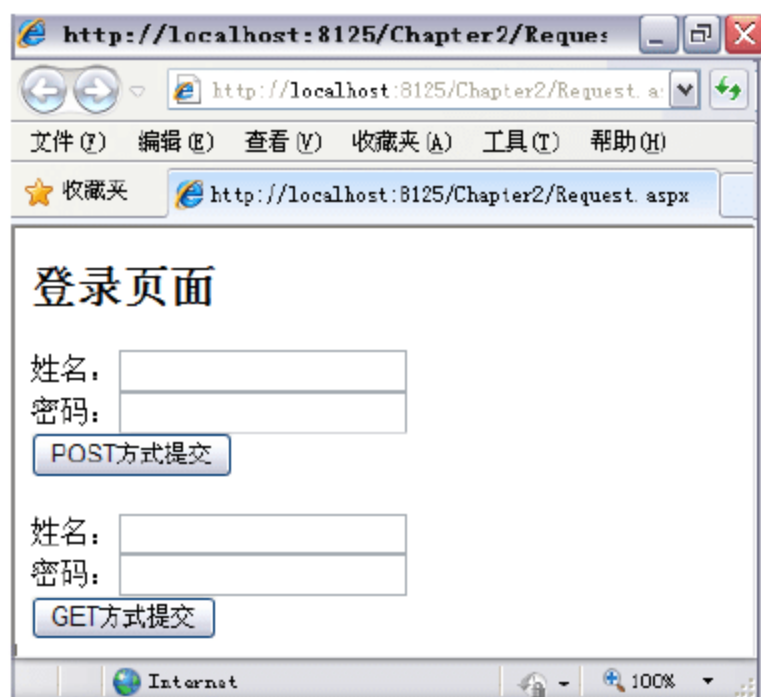 http://localhost:8125/Chapter2/Reque
http://localhost:8125/Chapter2/Request.a
文件(F) 编辑(E) 查看(V) 收藏夹(A) 工具(T) 帮助(H)
收藏夹 http://localhost:8125/Chapter2/Request.aspx
登录页面
姓名：
密码：
POST方式提交
姓名：
密码：
GET方式提交
Internet 100%